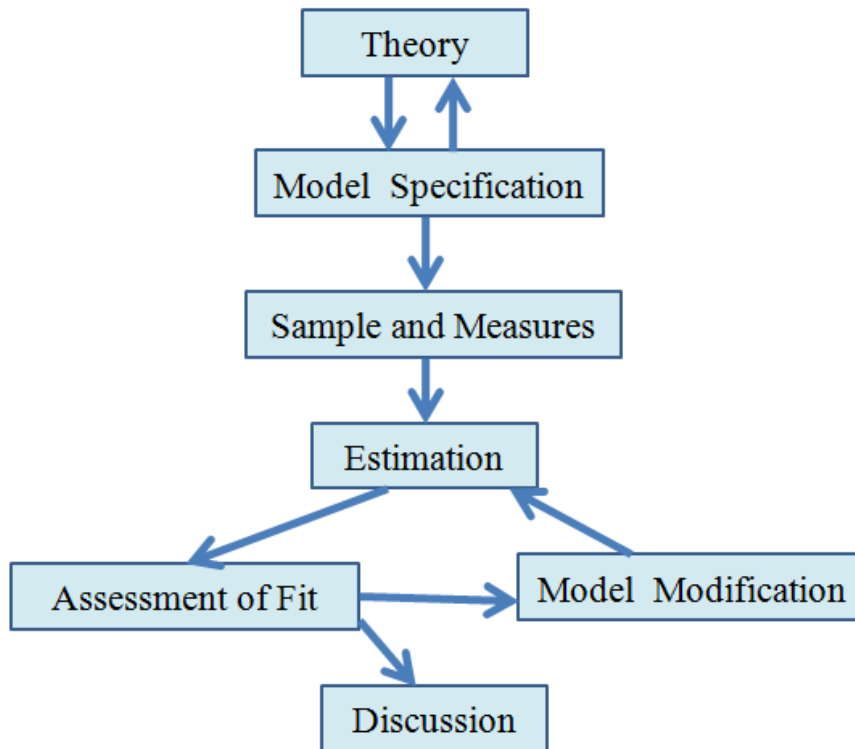 Theory
Model Specification
Sample and Measures
Estimation
Assessment of Fit
Model Modification
Discussion